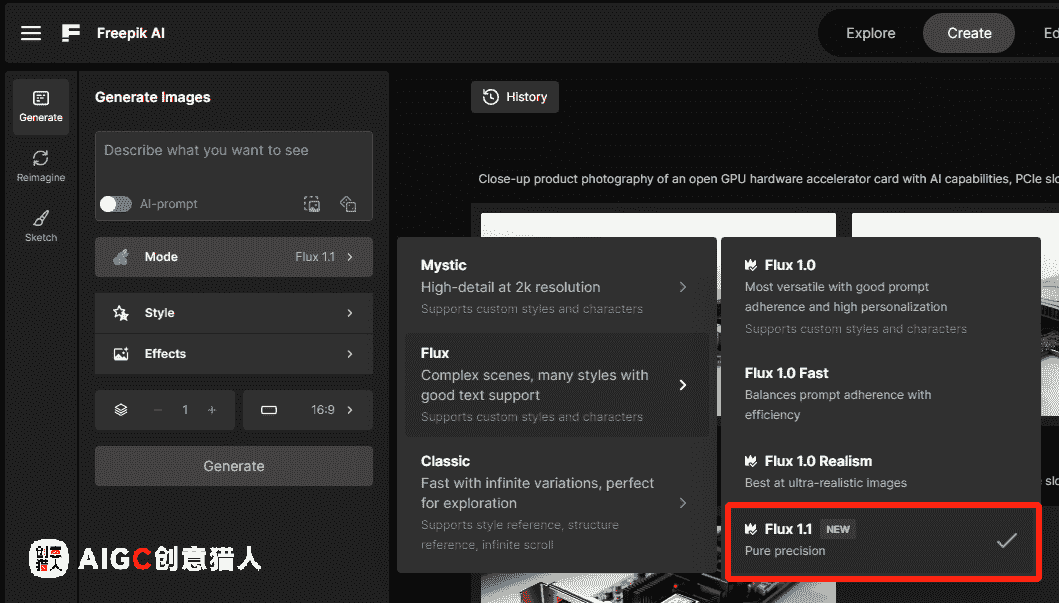 Freepik AI
Explore
Create
Ed
Generate
Reimagine
Sketch
Generate Images
Describe what you want to see
AI-prompt
Mode
Flux 1.1
Style
Effects
1
16:9
Generate
History
Close-up product photography of an open GPU hardware accelerator card with AI capabilities, PCIe slo
Mystic
High-detail at 2k resolution
Supports custom styles and characters
Flux
Complex scenes, many styles with
good text support
Supports custom styles and characters
Classic
Fast with infinite variations, perfect
for exploration
Supports style reference, structure
reference, infinite scroll
Flux 1.0
Most versatile with good prompt
adherence and high personalization
Supports custom styles and characters
Flux 1.0 Fast
Balances prompt adherence with
efficiency
Flux 1.0 Realism
Best at ultra-realistic images
Flux 1.1 NEW
Pure precision
slo
创意
猎人
AIGC创意猎人